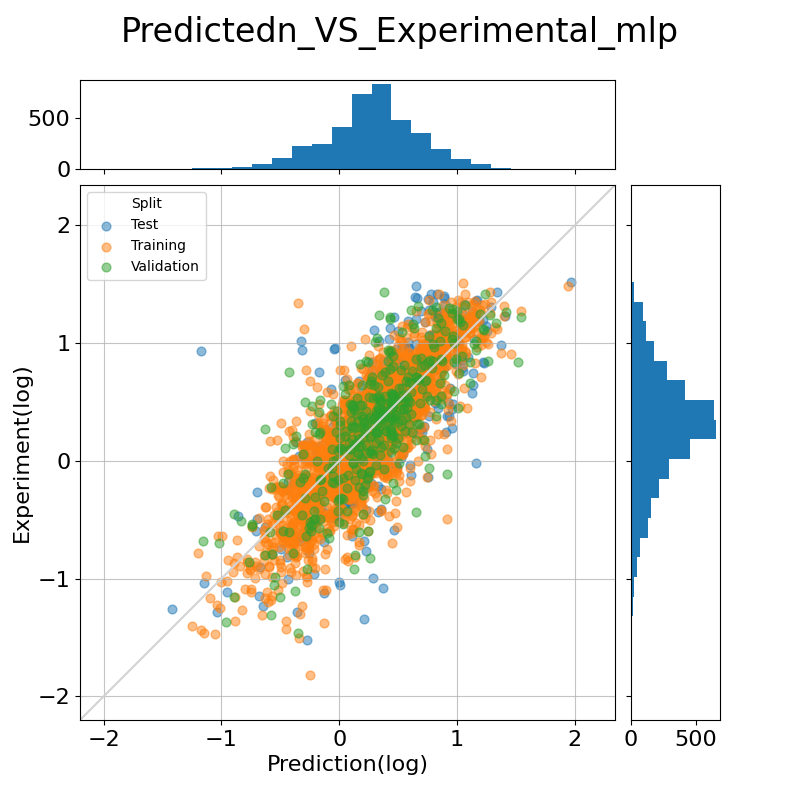 Predictedn_VS_Experimental_mlp
500
0
Split
Test
Training
Validation
2
1
0
−1
−2
Experiment(log)
−2
−1
0
1
2
Prediction(log)
0
500